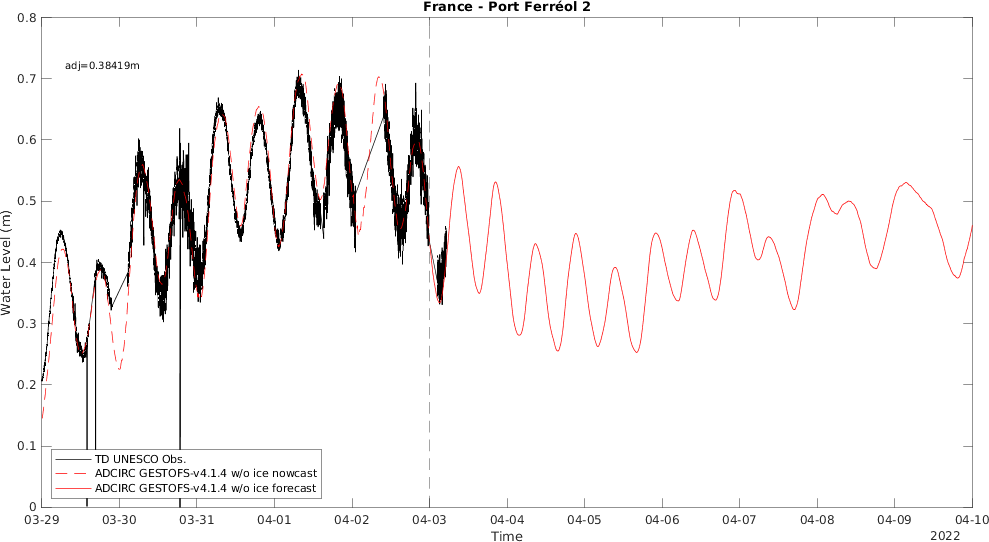 France - Port Ferréol 2
0.8
0.7
0.6
0.5
0.4
0.3
0.2
0.1
0
Water Level (m)
adj=0.38419m
TD UNESCO Obs.
ADCIRC GESTOFS-v4.1.4 w/o ice nowcast
ADCIRC GESTOFS-v4.1.4 w/o ice forecast
03-29 03-30 03-31 04-01 04-02 04-03 04-04 04-05 04-06 04-07 04-08 04-09 04-10
Time
2022